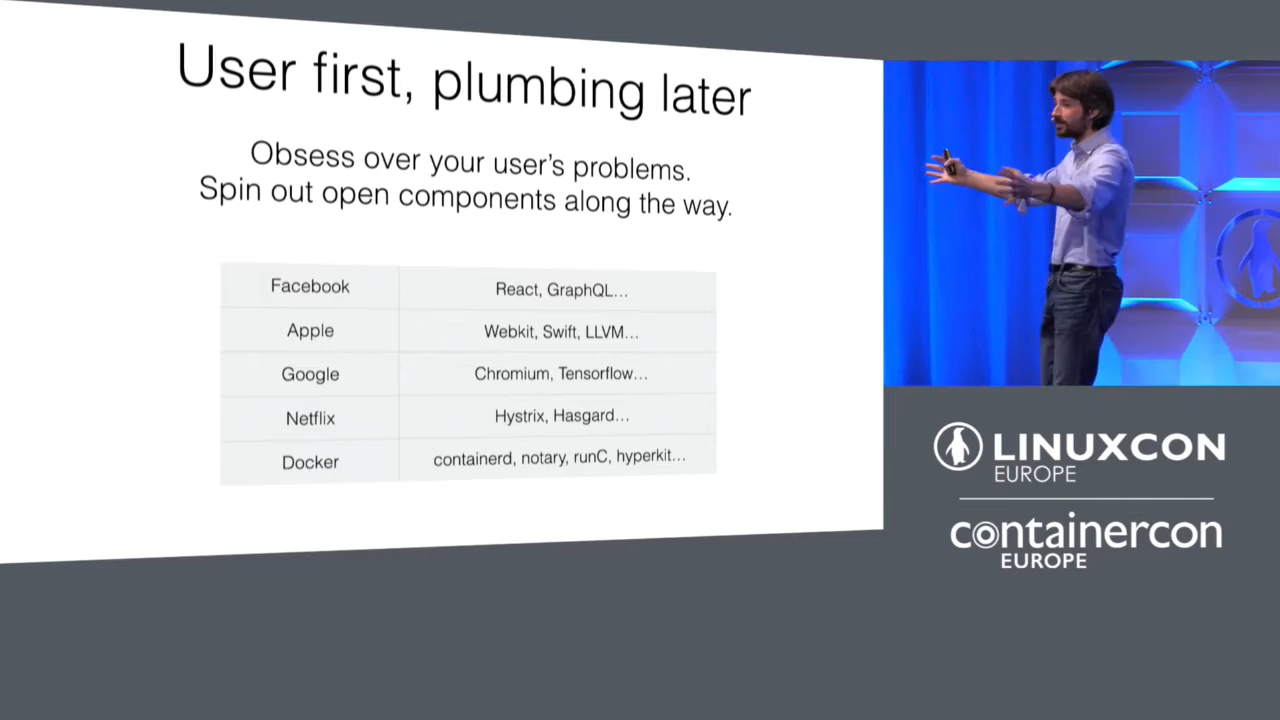 User first, plumbing later
Obsess over your user's problems.
Spin out open components along the way.
Facebook React, GraphQL...
Apple Webkit, Swift, LLVM...
Google Chromium, Tensorflow...
Netflix Hystrix, Hasgard...
Docker containerd, notary, runC, hyperkit...
LINUXCON
EUROPE
containercon
EUROPE